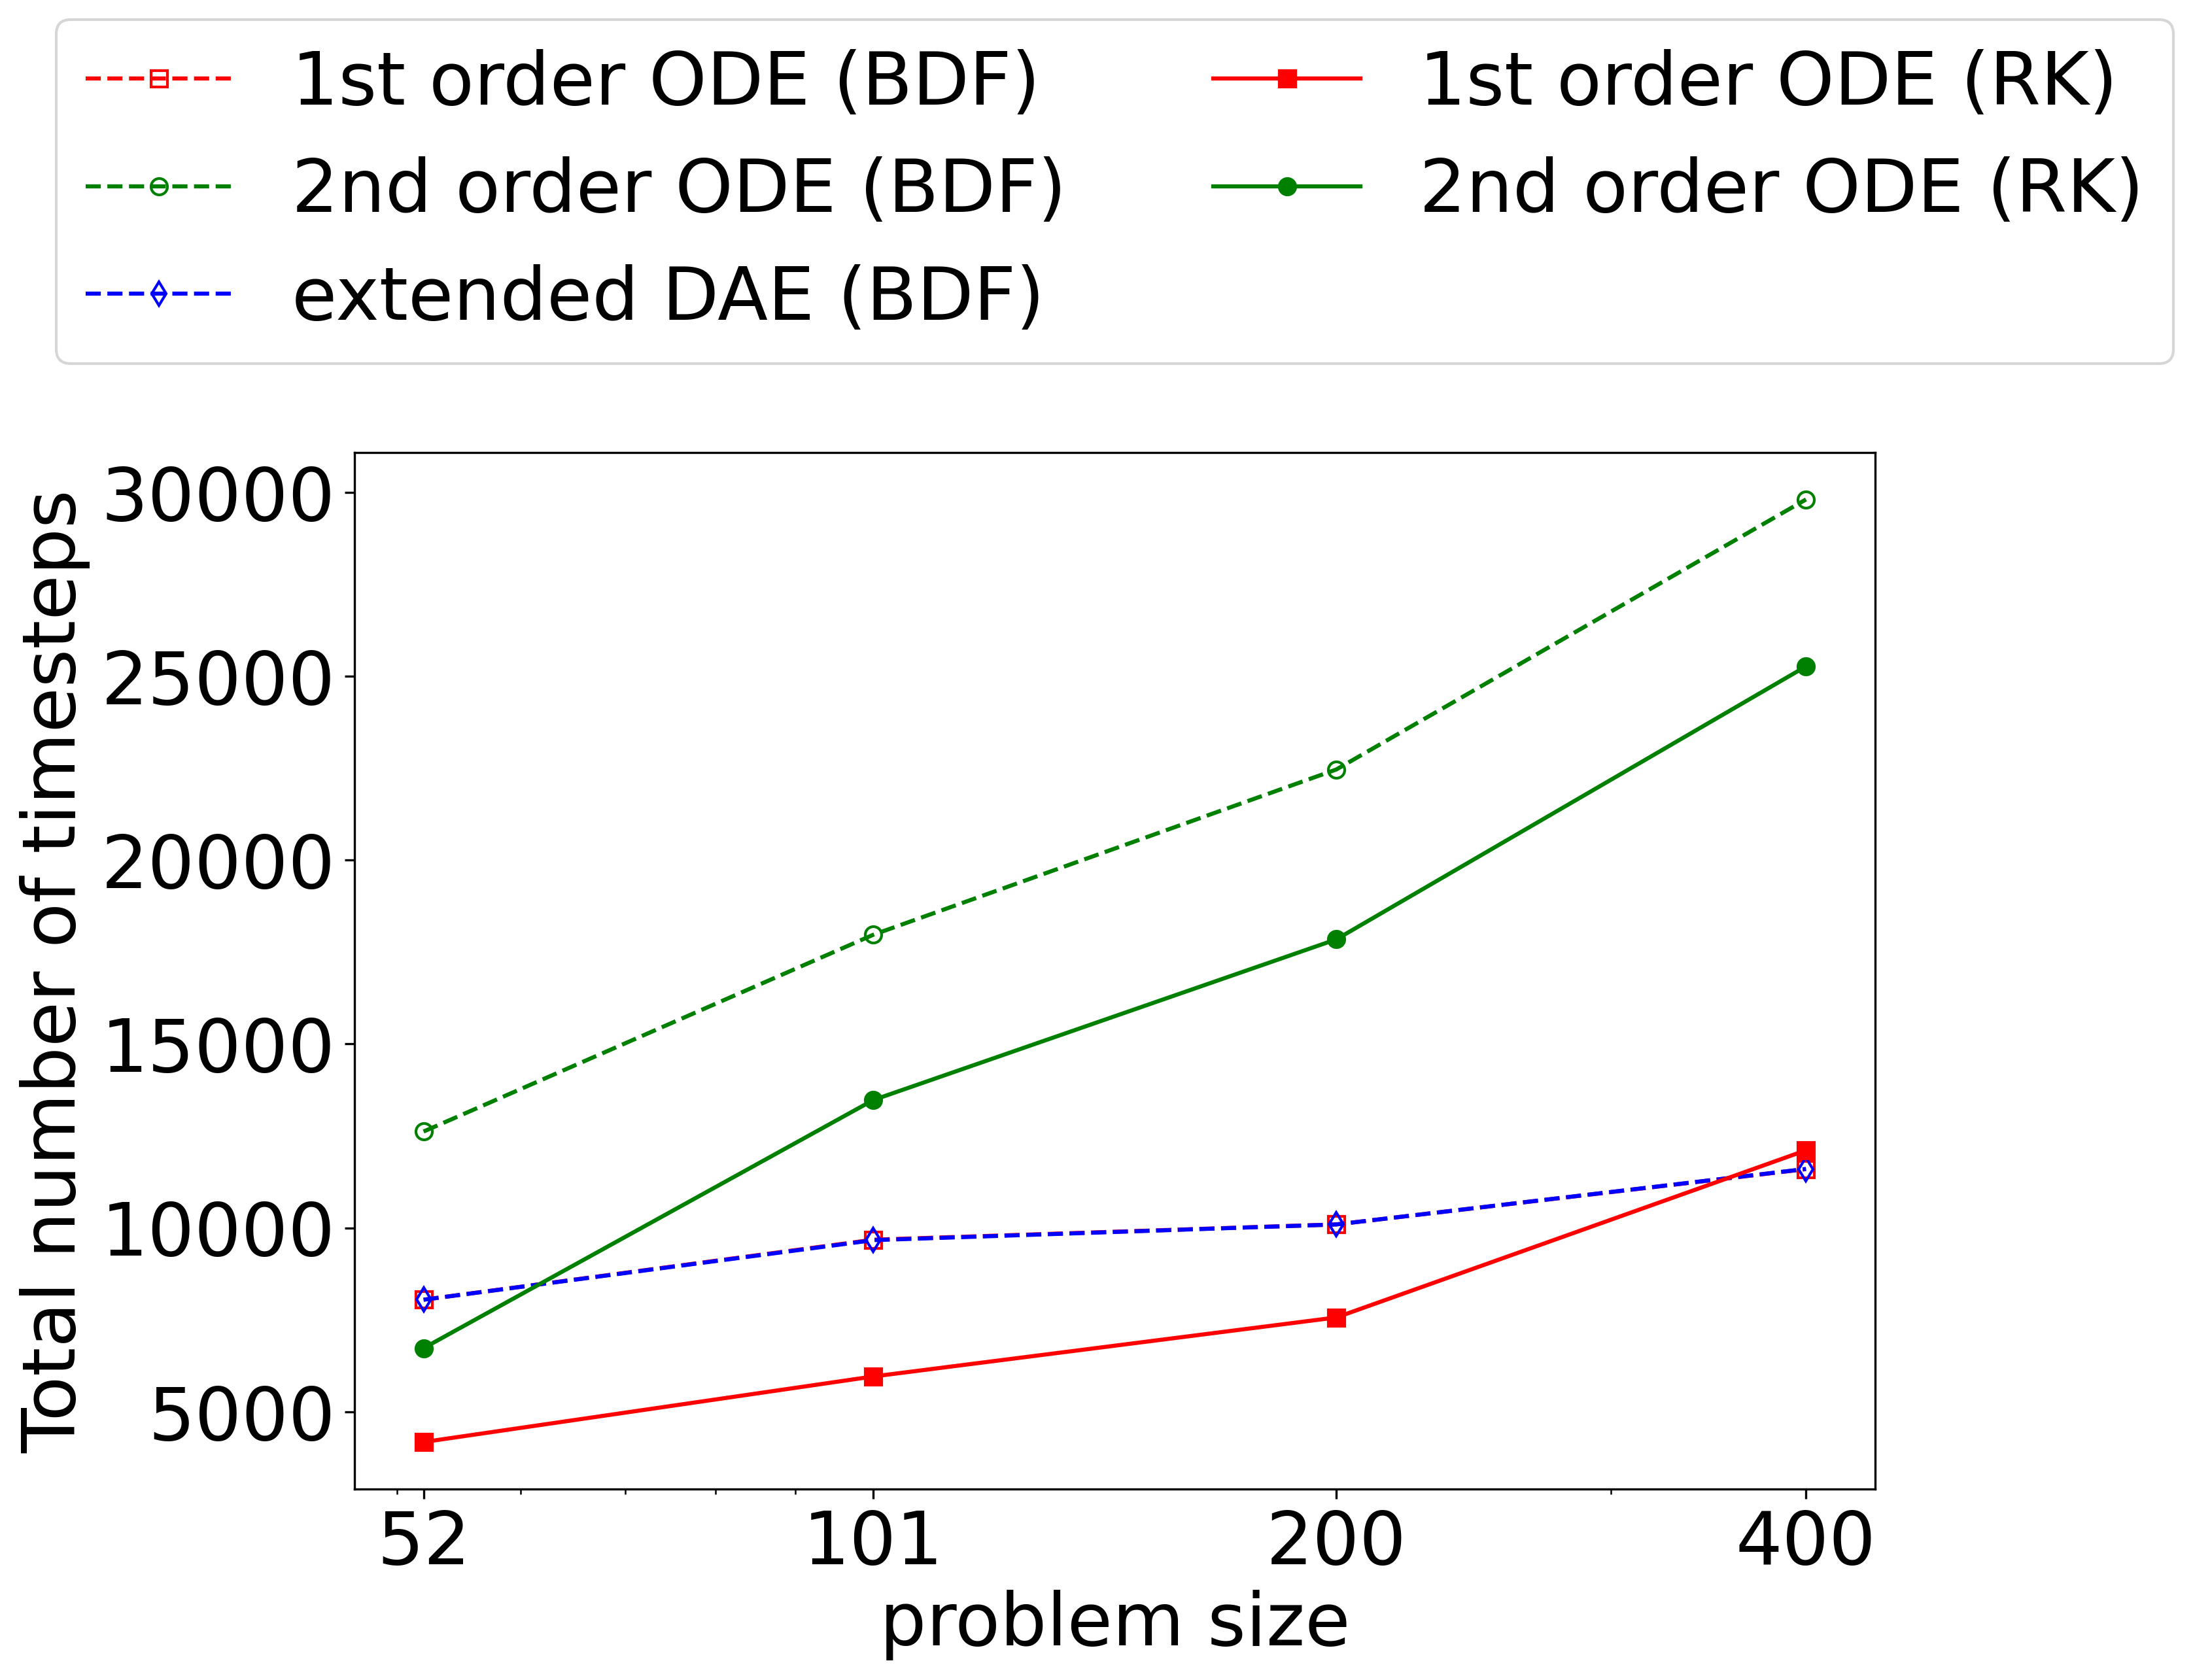 1st order ODE (BDF)
2nd order ODE (BDF)
extended DAE (BDF)
1st order ODE (RK)
2nd order ODE (RK)
Total number of timesteps
30000
25000
20000
15000
10000
5000
52
101
200
400
problem size